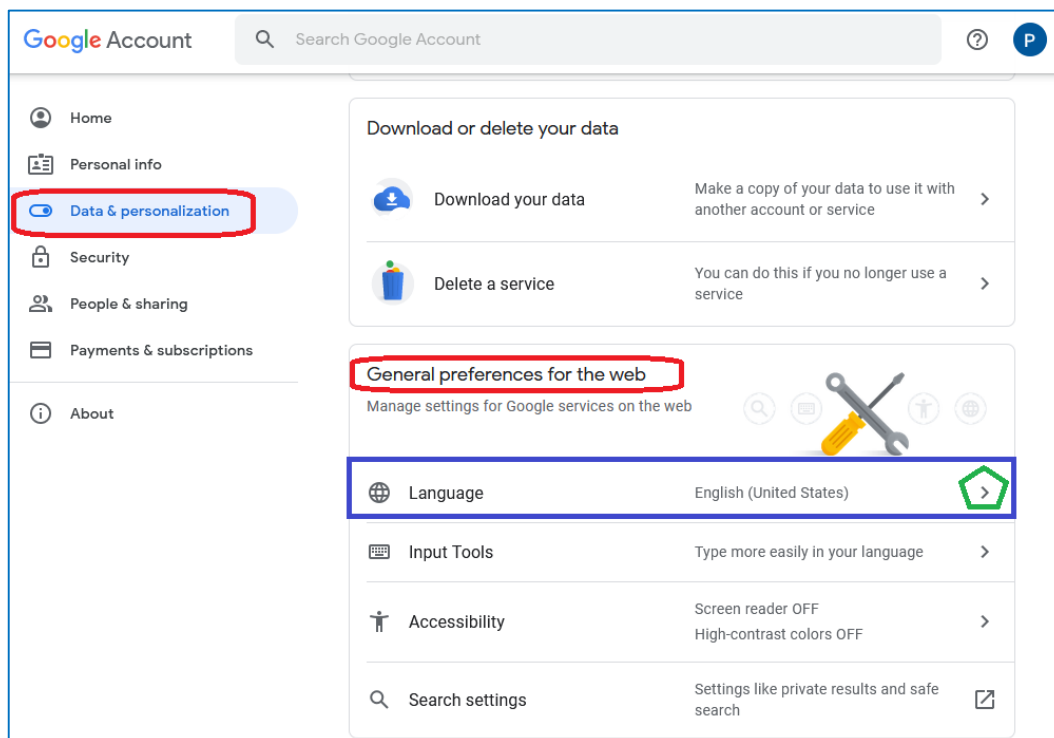 Google Account
Search Google Account
P
Home
Personal info
Data & personalization
Security
People & sharing
Payments & subscriptions
About
Download or delete your data
Download your data
Make a copy of your data to use it with
another account or service
Delete a service
You can do this if you no longer use a
service
General preferences for the web
Manage settings for Google services on the web
Language
English (United States)
Input Tools
Type more easily in your language
Accessibility
Screen reader OFF
High-contrast colors OFF
Search settings
Settings like private results and safe
search